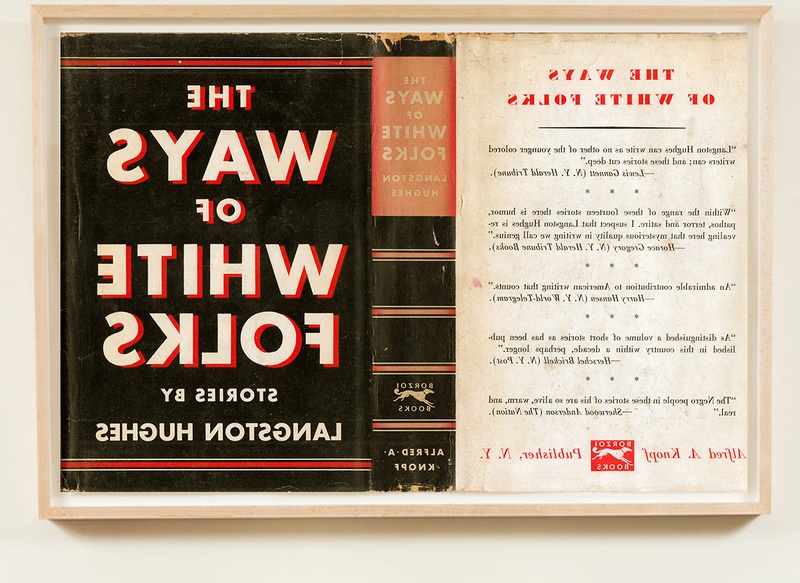 THE
WAYS
OF
WHITE
FOLKS
STORIES BY
LANGSTON HUGHES
THE
WAYS
OF
WHITE
FOLKS
LANGSTON
HUGHES
BORZOI
BOOKS
ALFRED·A·
KNOPF
THE WAYS
OF WHITE FOLKS
"Langston Hughes can write as no other of the younger colored
writers can; and these stories cut deep."
—Lewis Gannett (N. Y. Herald Tribune).
* * *
"Within the range of these fourteen stories there is humor,
pathos, terror and satire. I suspect that Langston Hughes is re-
vealing here that mysterious quality in writing we call genius."
—Horace Gregory (N. Y. Herald Tribune Books).
* * *
"An admirable contribution to American writing that counts."
—Harry Hansen (N. Y. World-Telegram).
* * *
"As distinguished a volume of short stories as has been pub-
lished in this country within a decade, perhaps longer."
—Herschel Brickell (N. Y. Post).
* * *
"The Negro people in these stories of his are so alive, warm, and
real."
—Sherwood Anderson (The Nation).
Alfred A. Knopf BORZOI BOOKS Publisher, N. Y.